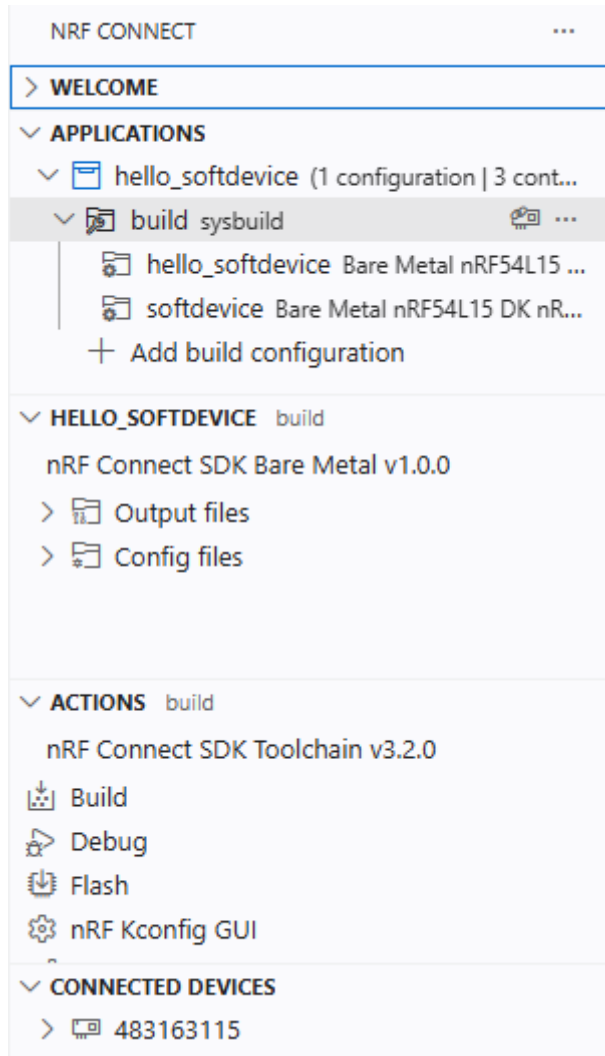 NRF CONNECT ...
WELCOME
APPLICATIONS
hello_softdevice (1 configuration | 3 cont...
build sysbuild ...
hello_softdevice Bare Metal nRF54L15 ...
softdevice Bare Metal nRF54L15 DK nR...
Add build configuration
HELLO_SOFTDEVICE build
nRF Connect SDK Bare Metal v1.0.0
Output files
Config files
ACTIONS build
nRF Connect SDK Toolchain v3.2.0
Build
Debug
Flash
nRF Kconfig GUI
CONNECTED DEVICES
483163115